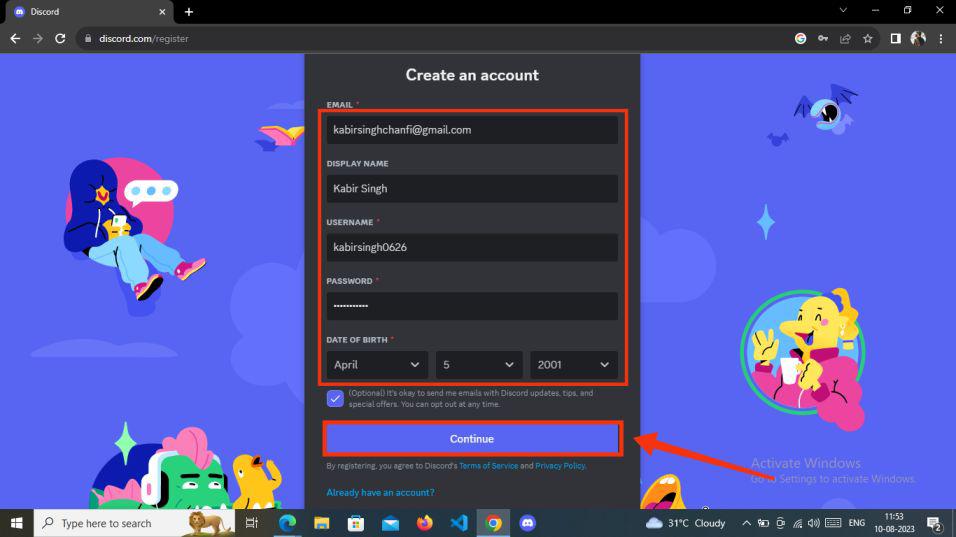 Discord
discord.com/register
Create an account
EMAIL *
kabirsinghchanfi@gmail.com
DISPLAY NAME
Kabir Singh
USERNAME *
kabirsingh0626
PASSWORD *
•••••••••••
DATE OF BIRTH *
April 5 2001
(Optional) It's okay to send me emails with Discord updates, tips, and
special offers. You can opt out at any time.
Continue
By registering, you agree to Discord's Terms of Service and Privacy Policy.
Already have an account?
Activate Windows
Go to Settings to activate Windows.
Type here to search
31°C Cloudy
ENG
11:53
10-08-2023
2